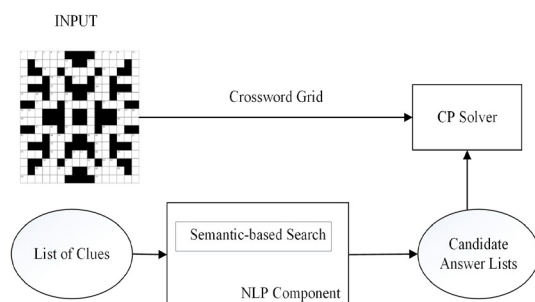 INPUT
Crossword Grid
CP Solver
List of Clues
Semantic-based Search
NLP Component
Candidate
Answer Lists